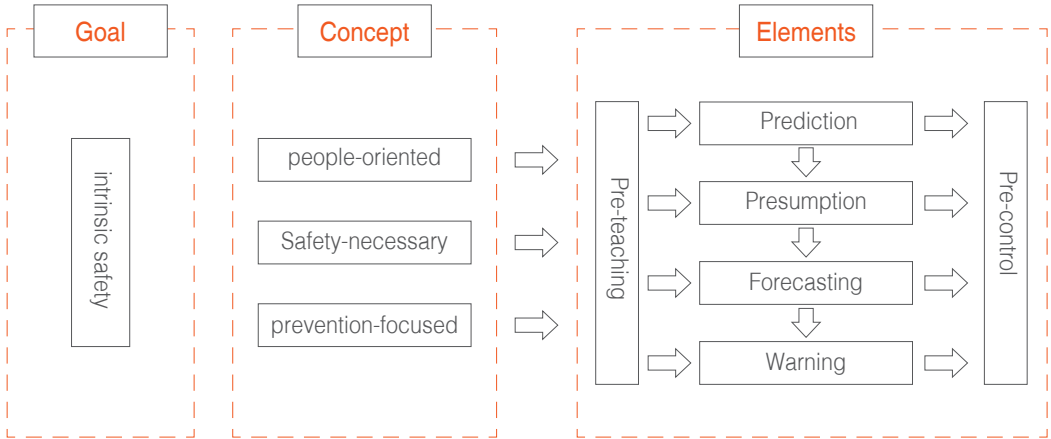 Goal
Concept
Elements
intrinsic safety
people-oriented
Safety-necessary
prevention-focused
Pre-teaching
Prediction
Presumption
Forecasting
Warning
Pre-control